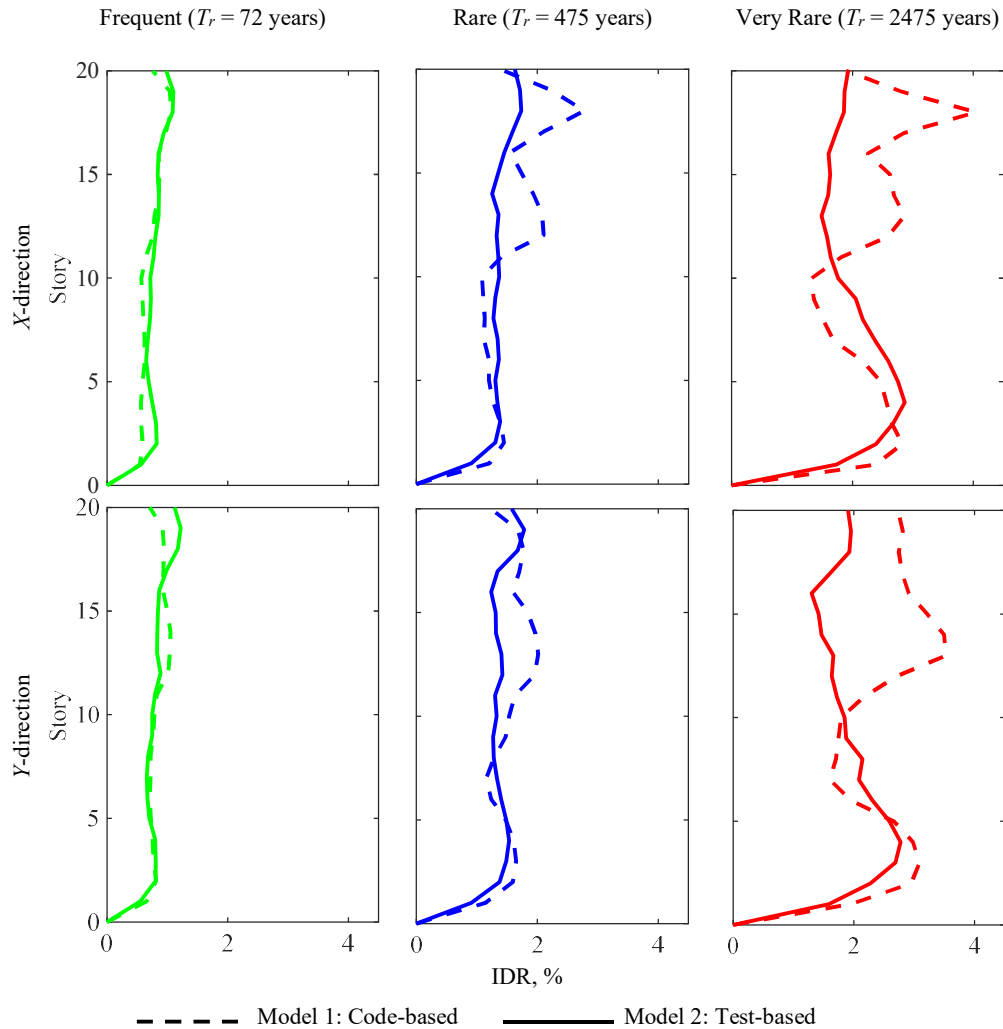 Frequent (Tr = 72 years)
Rare (Tr = 475 years)
Very Rare (Tr = 2475 years)
X-direction
Story
20
15
10
5
0
Y-direction
Story
20
15
10
5
0
0 2 4
0 2 4
0 2 4
IDR, %
Model 1: Code-based
Model 2: Test-based